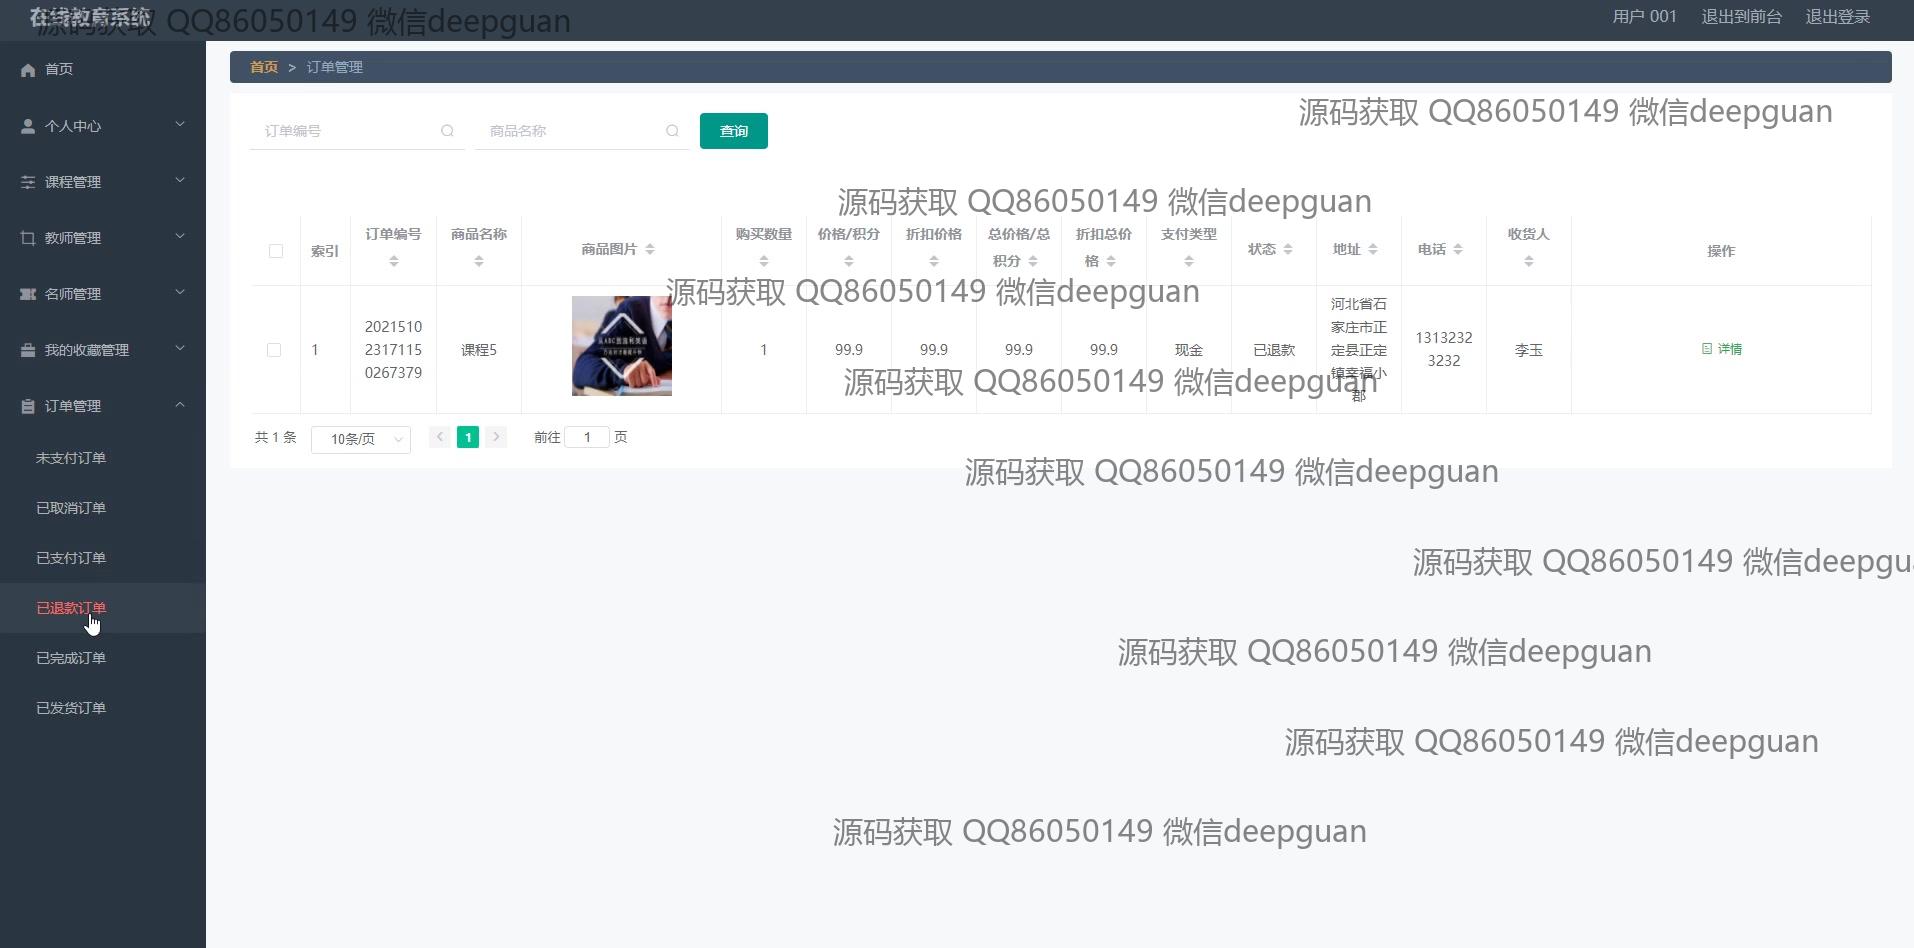 在线教育系统
源码获取 QQ86050149 微信deepguan
用户 001 退出到前台 退出登录
首页
个人中心
课程管理
教师管理
名师管理
我的收藏管理
订单管理
未支付订单
已取消订单
已支付订单
已退款订单
已完成订单
已发货订单
首页 > 订单管理
源码获取 QQ86050149 微信deepguan
订单编号 商品名称 查询
源码获取 QQ86050149 微信deepguan
索引 订单编号 商品名称 商品图片 购买数量 价格/积分 折扣价格 总价格/总积分 折扣总价格 支付类型 状态 地址 电话 收货人 操作
源码获取 QQ86050149 微信deepguan
1 2021510 课程5 1 99.9 99.9 99.9 99.9 现金 已退款 河北省石 1313232 李玉 详情
2317115 家庄市正 3232
0267379 定县正定
镇幸福小
郡
源码获取 QQ86050149 微信deepguan
共 1 条 10条/页 1 前往 1 页
源码获取 QQ86050149 微信deepguan
源码获取 QQ86050149 微信deepgu
源码获取 QQ86050149 微信deepguan
源码获取 QQ86050149 微信deepguan
源码获取 QQ86050149 微信deepguan